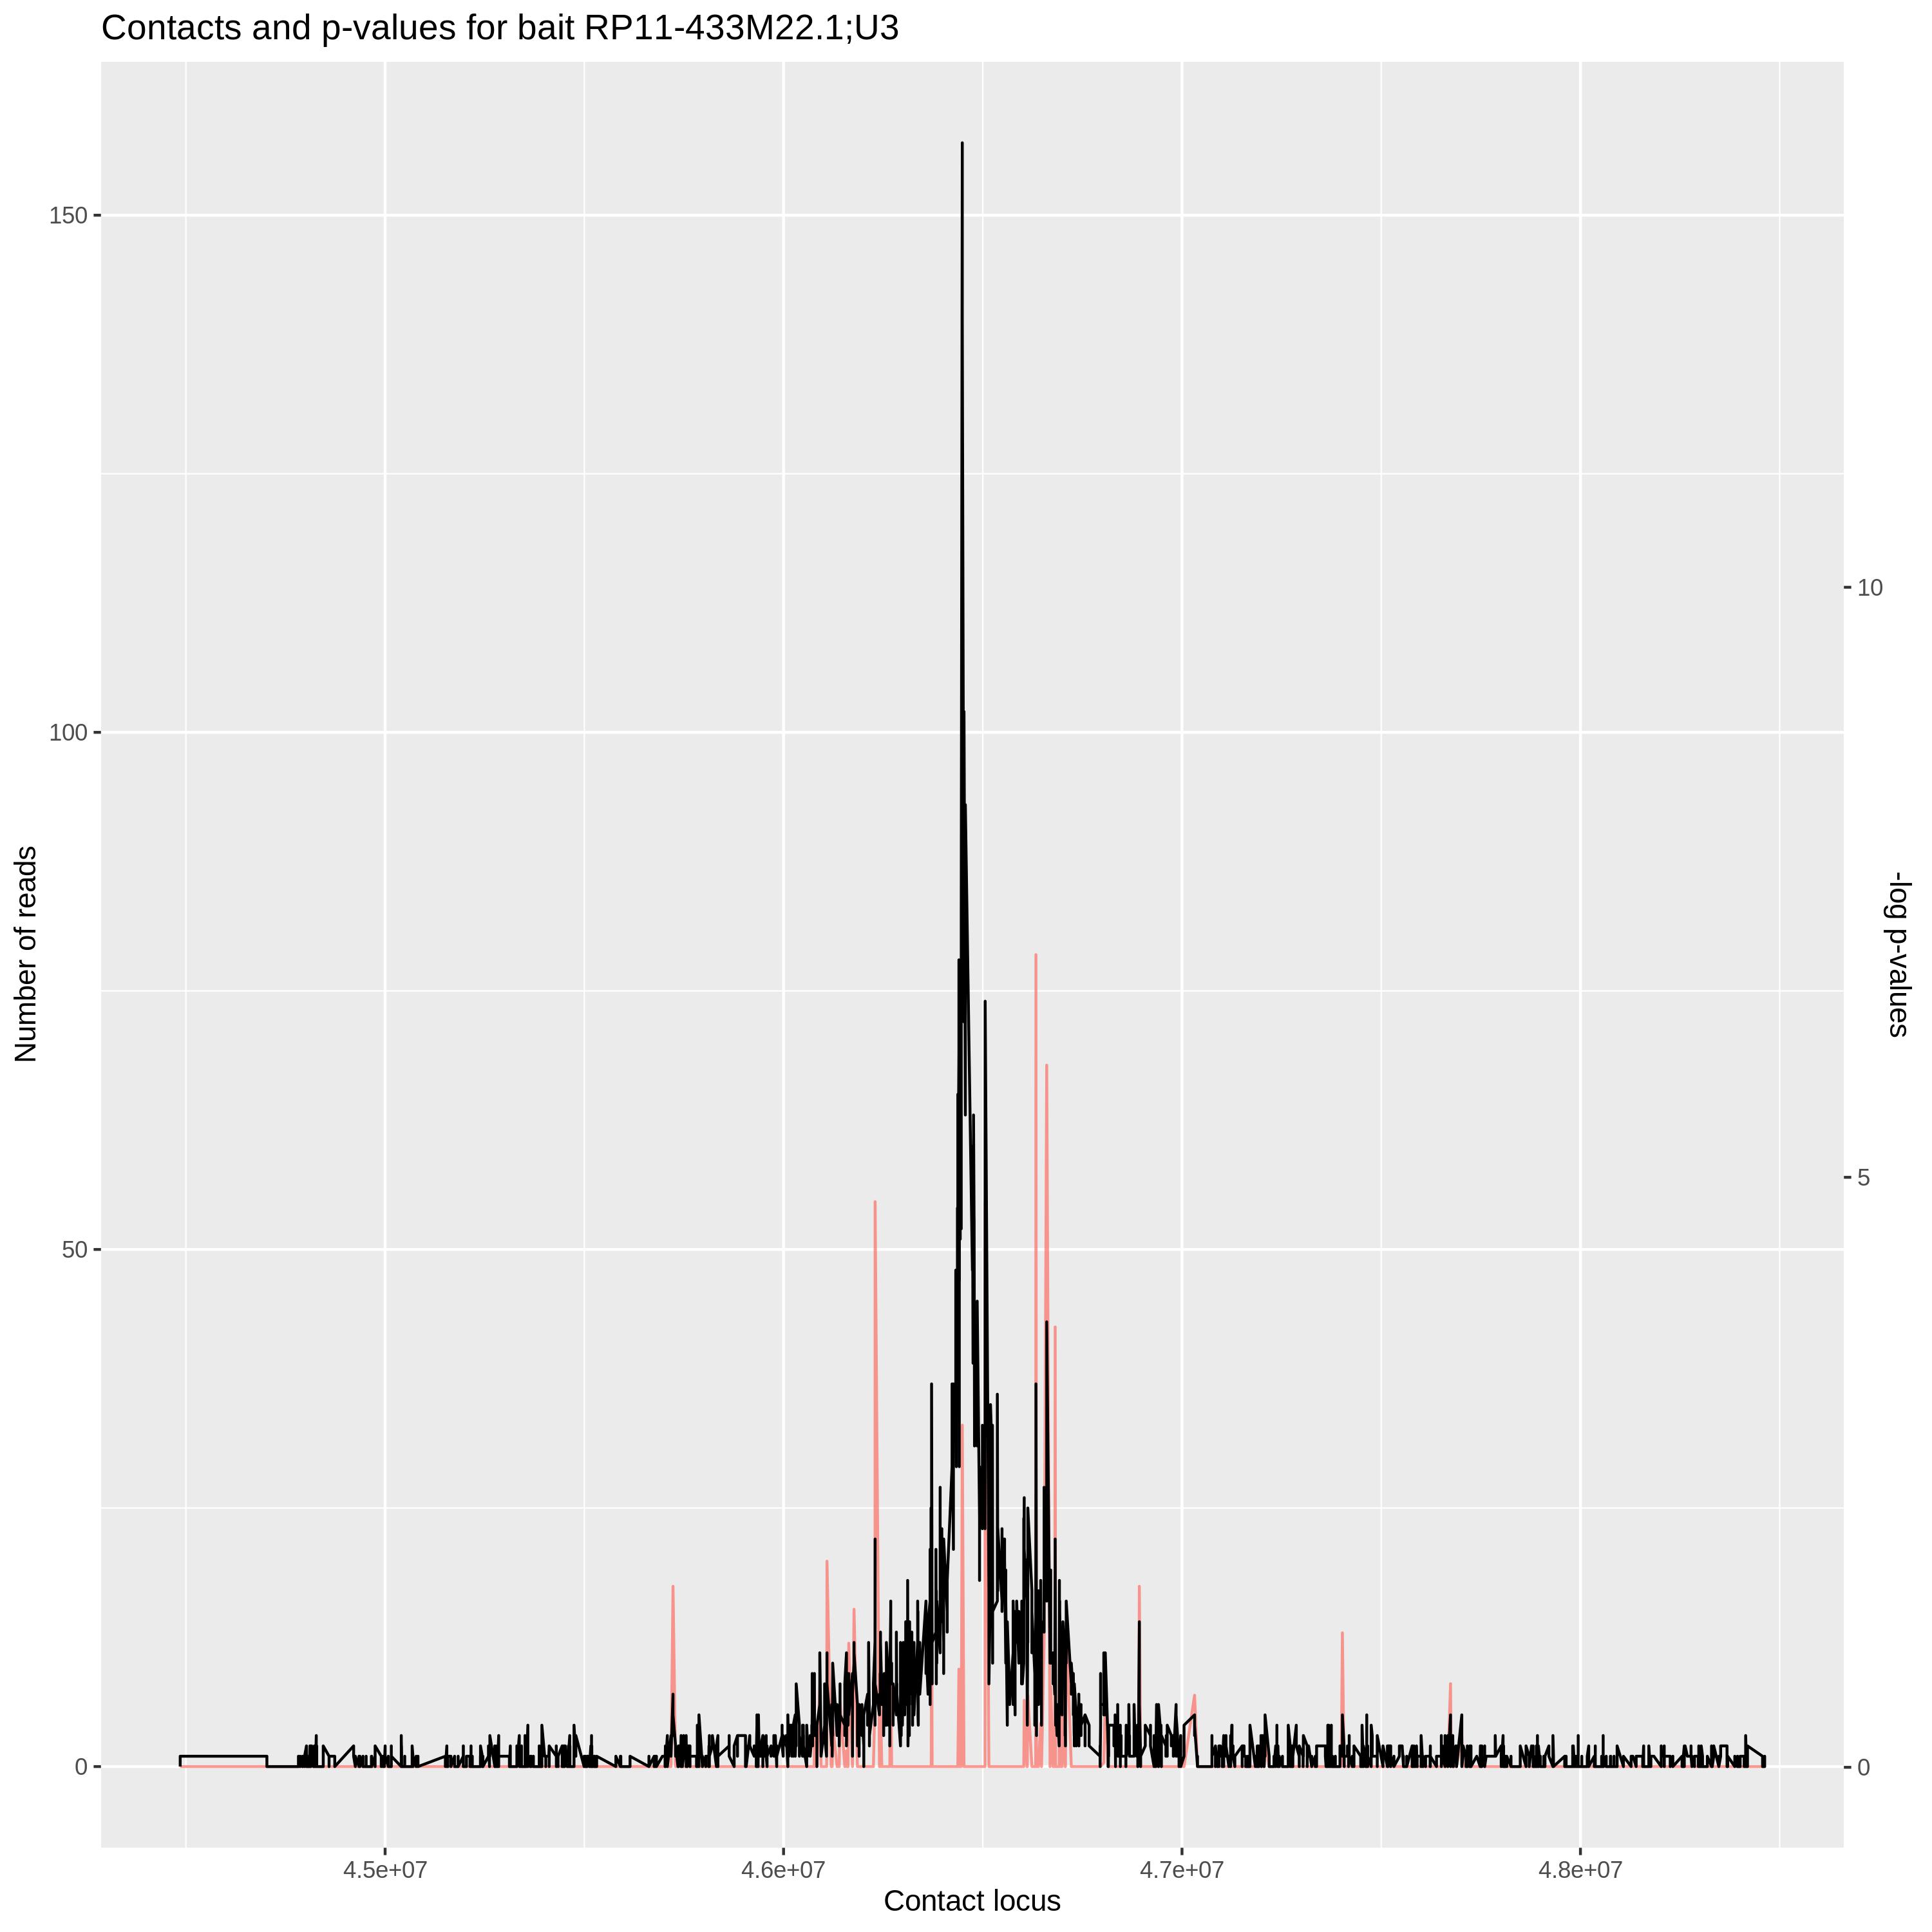 Contacts and p-values for bait RP11-433M22.1;U3
150
100
50
0
Number of reads
10
5
0
-log p-values
4.5e+07
4.6e+07
4.7e+07
4.8e+07
Contact locus